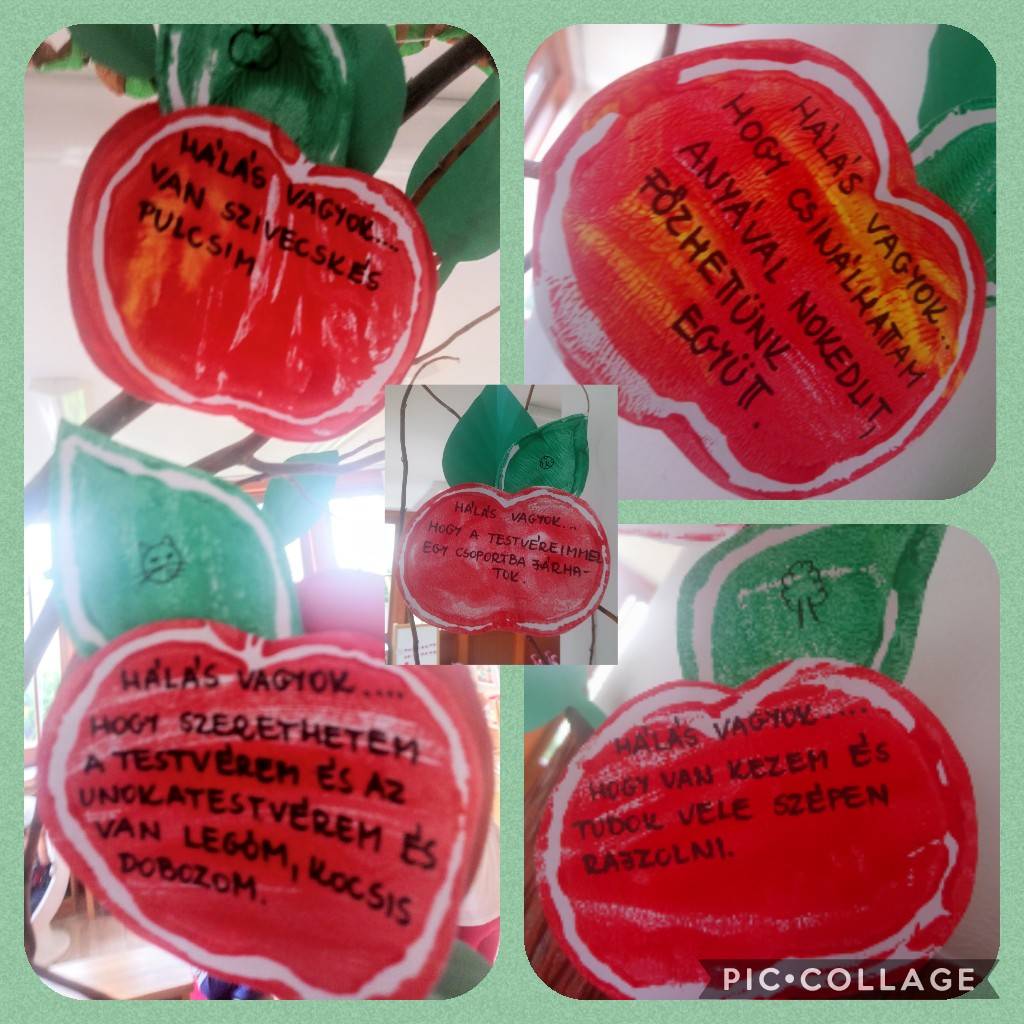 HÁLÁS VAGYOK....
VAN SZIVECSKÉS
PULCSIM
HÁLÁS VAGYOK...
HOGY CSINÁLHATTAM
ANYÁVAL NOKEDLIT,
FŐZHETTÜNK
EGYÜTT.
HÁLÁS VAGYOK...
HOGY A TESTVÉREIMMEL
EGY CSOPORTBA JÁRHA-
TOK.
HÁLÁS VAGYOK....
HOGY SZERETHETEM
A TESTVÉREM ÉS AZ
UNOKATESTVÉREM ÉS
VAN LEGÓM, KOCSIS
DOBOZOM.
HÁLÁS VAGYOK.....
HOGY VAN KEZEM ÉS
TUDOK VELE SZÉPEN
RAJZOLNI.
PIC•COLLAGE